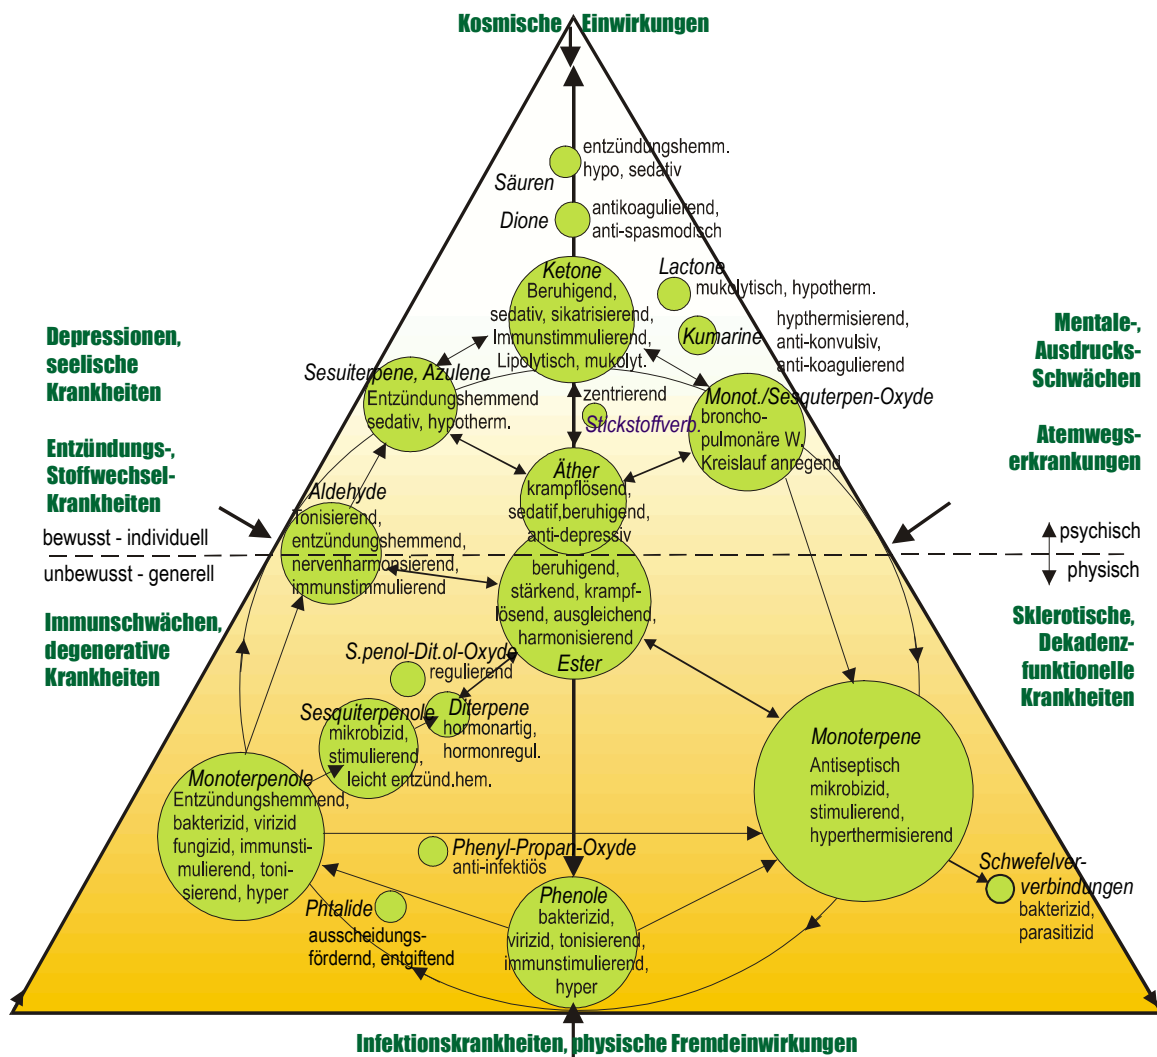 Kosmische Einwirkungen
entzündungshemm.
hypo, sedativ
Säuren
Dione
antikoagulierend,
anti-spasmodisch
Ketone
Beruhigend,
sedativ, sikatrisierend,
Immunstimmulierend,
Lipolytisch, mukolyt.
Lactone
mukolytisch, hypotherm.
Kumarine
hypthermisierend,
anti-konvulsiv,
anti-koagulierend
Depressionen,
seelische
Krankheiten
Mentale-,
Ausdrucks-
Schwächen
Sesuiterpene, Azulene
Entzündungshemmend
sedativ, hypotherm.
zentrierend
Stickstoffverb.
Monot./Sesquterpen-Oxyde
broncho-
pulmonäre W.
Kreislauf anregend
Entzündungs-,
Stoffwechsel-
Krankheiten
Atemwegs-
erkrankungen
Äther
krampflösend,
sedatif,beruhigend,
anti-depressiv
Aldehyde
Tonisierend,
entzündungshemmend,
nervenharmonsierend,
immunstimmulierend
bewusst - individuell
unbewusst - generell
psychisch
physisch
beruhigend,
stärkend, krampf-
lösend, ausgleichend,
harmonisierend
Ester
Immunschwächen,
degenerative
Krankheiten
Sklerotische,
Dekadenz-
funktionelle
Krankheiten
S.penol-Dit.ol-Oxyde
regulierend
Sesquiterpenole
mikrobizid,
stimulierend,
leicht entzünd.hem.
Diterpene
hormonartig,
hormonregul.
Monoterpene
Antiseptisch
mikrobizid,
stimulierend,
hyperthermisierend
Monoterpenole
Entzündungshemmend,
bakterizid, virizid
fungizid, immunsti-
mulierend, toni-
sierend, hyper
Phenyl-Propan-Oxyde
anti-infektiös
Schwefelver-
verbindungen
bakterizid,
parasitizid
Phtalide
ausscheidungs-
fördernd, entgiftend
Phenole
bakterizid,
virizid, tonisierend,
immunstimulierend,
hyper
Infektionskrankheiten, physische Fremdeinwirkungen